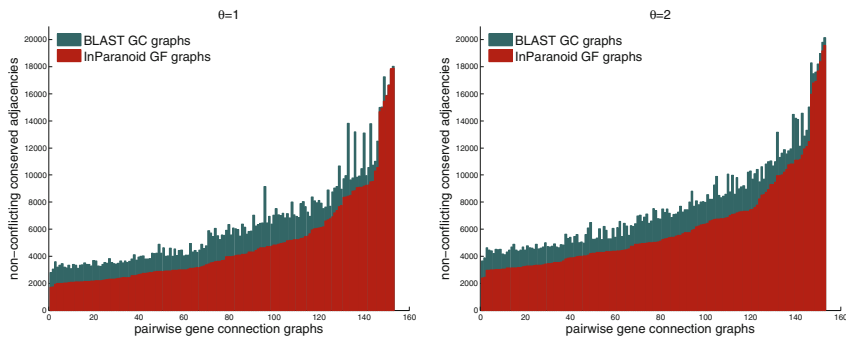 θ=1
BLAST GC graphs
InParanoid GF graphs
non−conflicting conserved adjacencies
20000
18000
16000
14000
12000
10000
8000
6000
4000
2000
0
0 20 40 60 80 100 120 140 160
pairwise gene connection graphs
θ=2
BLAST GC graphs
InParanoid GF graphs
non−conflicting conserved adjacencies
20000
18000
16000
14000
12000
10000
8000
6000
4000
2000
0
0 20 40 60 80 100 120 140 160
pairwise gene connection graphs